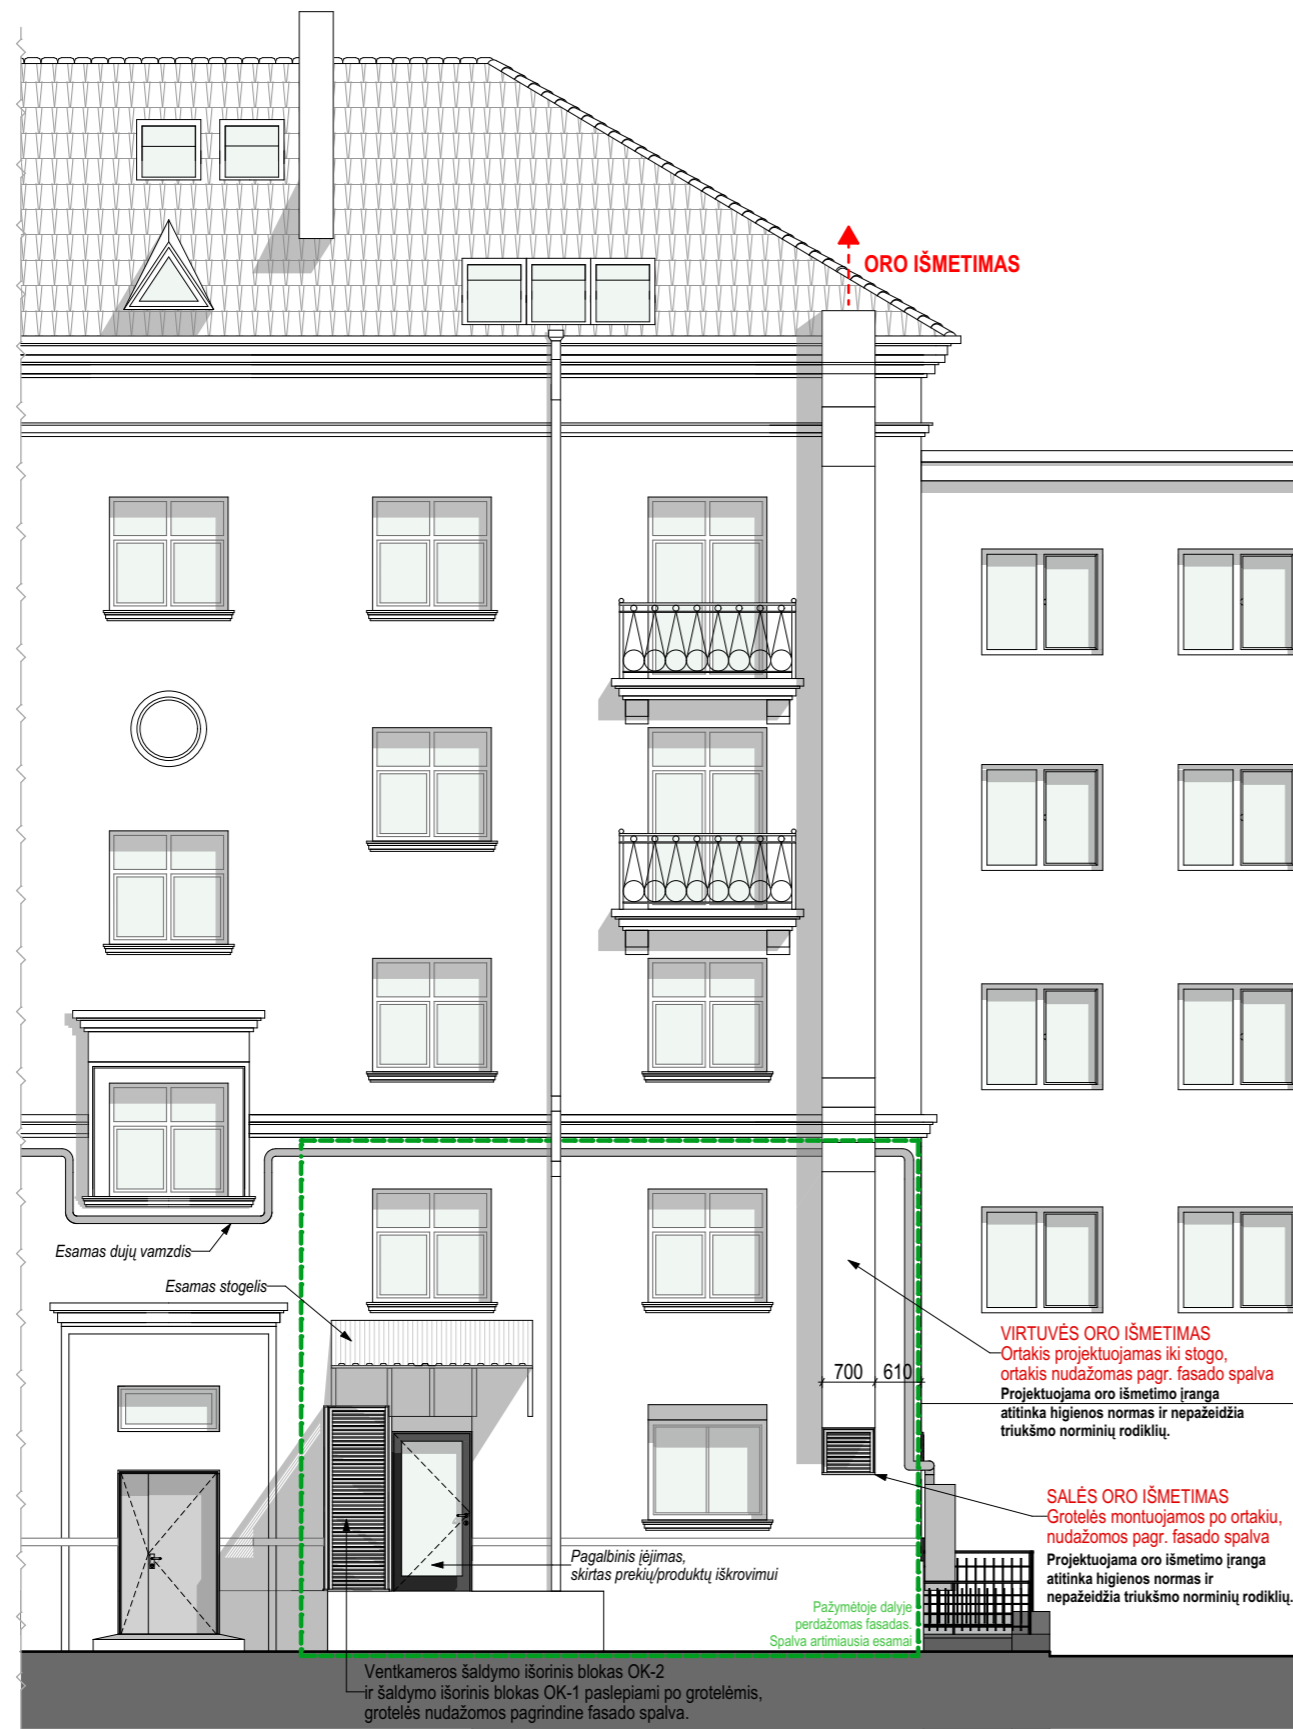 ORO IŠMETIMAS
Esamas dujų vamzdis
Esamas stogelis
VIRTUVĖS ORO IŠMETIMAS
Ortakis projektuojamas iki stogo,
ortakis nudažomas pagr. fasado spalva
Projektuojama oro išmetimo įranga
atitinka higienos normas ir nepažeidžia
triukšmo norminių rodiklių.
700 610
SALĖS ORO IŠMETIMAS
Grotelės montuojamos po ortakiu,
nudažomos pagr. fasado spalva
Projektuojama oro išmetimo įranga
atitinka higienos normas ir
nepažeidžia triukšmo norminių rodiklių.
Pagalbinis įėjimas,
skirtas prekių/produktų iškrovimui
Pažymėtoje dalyje
perdažomas fasadas.
Spalva artimiausia esamai
Ventkameros šaldymo išorinis blokas OK-2
ir šaldymo išorinis blokas OK-1 paslepiami po grotelėmis,
grotelės nudažomos pagrindine fasado spalva.